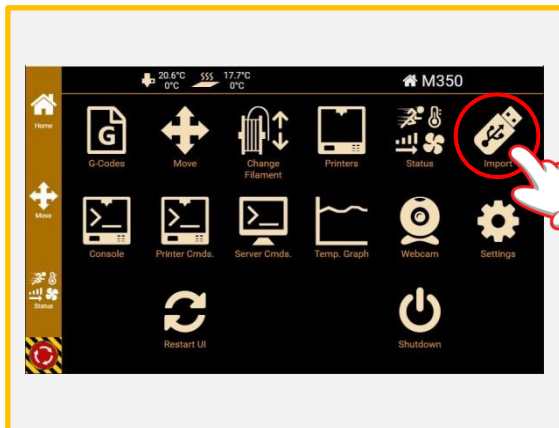 20.6°C 17.7°C
0°C 0°C
M350
Home
G-Codes Move Change Filament Printers Status Import
Move
Console Printer Cmds. Server Cmds. Temp. Graph Webcam Settings
Status
Restart UI Shutdown